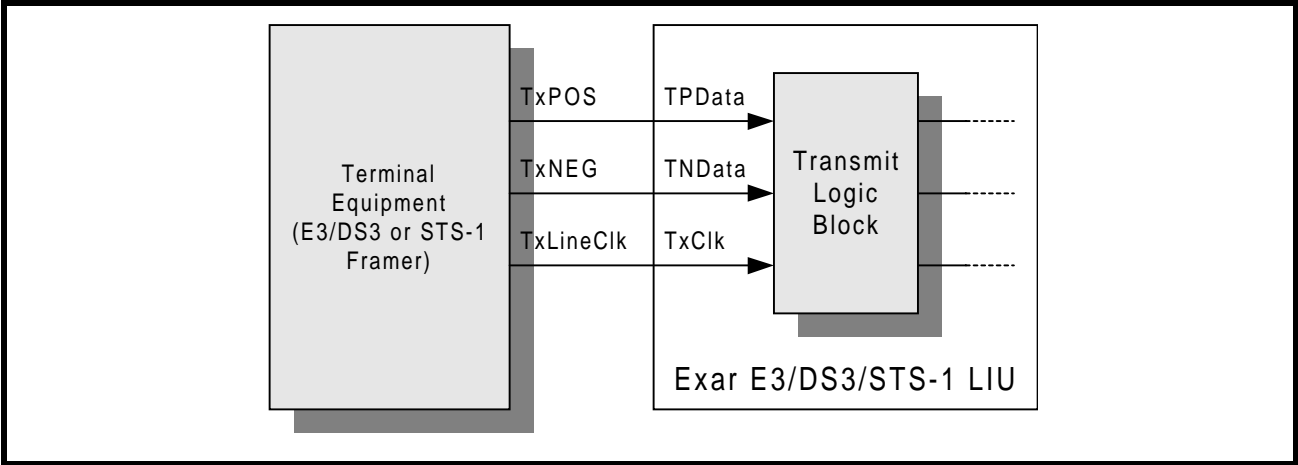 Terminal
Equipment
(E3/DS3 or STS-1
Framer)
TxPOS
TPData
TxNEG
TNData
TxLineClk
TxClk
Transmit
Logic
Block
Exar E3/DS3/STS-1 LIU